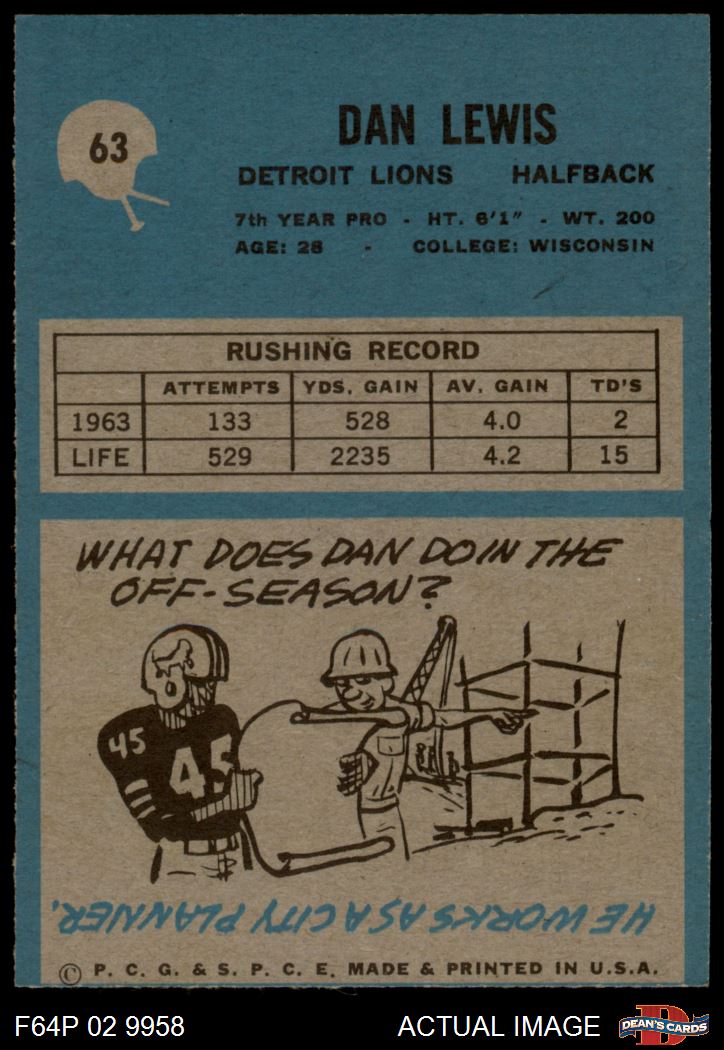 63
DAN LEWIS
DETROIT LIONS HALFBACK
7th YEAR PRO - HT. 6'1" - WT. 200
AGE: 28 - COLLEGE: WISCONSIN
RUSHING RECORD
ATTEMPTS YDS. GAIN AV. GAIN TD'S
1963 133 528 4.0 2
LIFE 529 2235 4.2 15
WHAT DOES DAN DO IN THE
OFF-SEASON?
45
45
HE WORKS AS A CITY PLANNER.
© P. C. G. & S. P. C. E. MADE & PRINTED IN U.S.A.
F64P 02 9958 ACTUAL IMAGE D DEAN'S CARDS